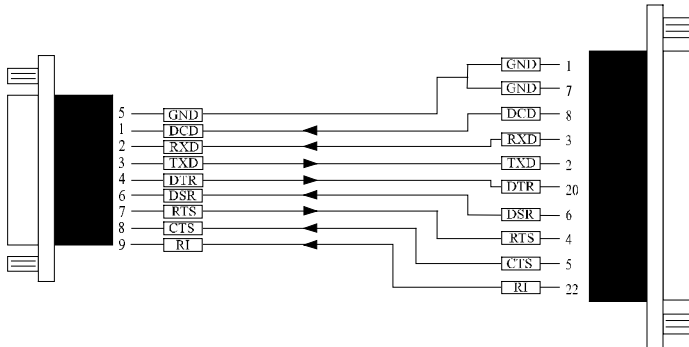 GND 1
GND 7
5 GND
DCD 8
1 DCD
2 RXD
RXD 3
3 TXD
TXD 2
4 DTR
DTR 20
6 DSR
7 RTS
DSR 6
8 CTS
RTS 4
9 RI
CTS 5
RI 22